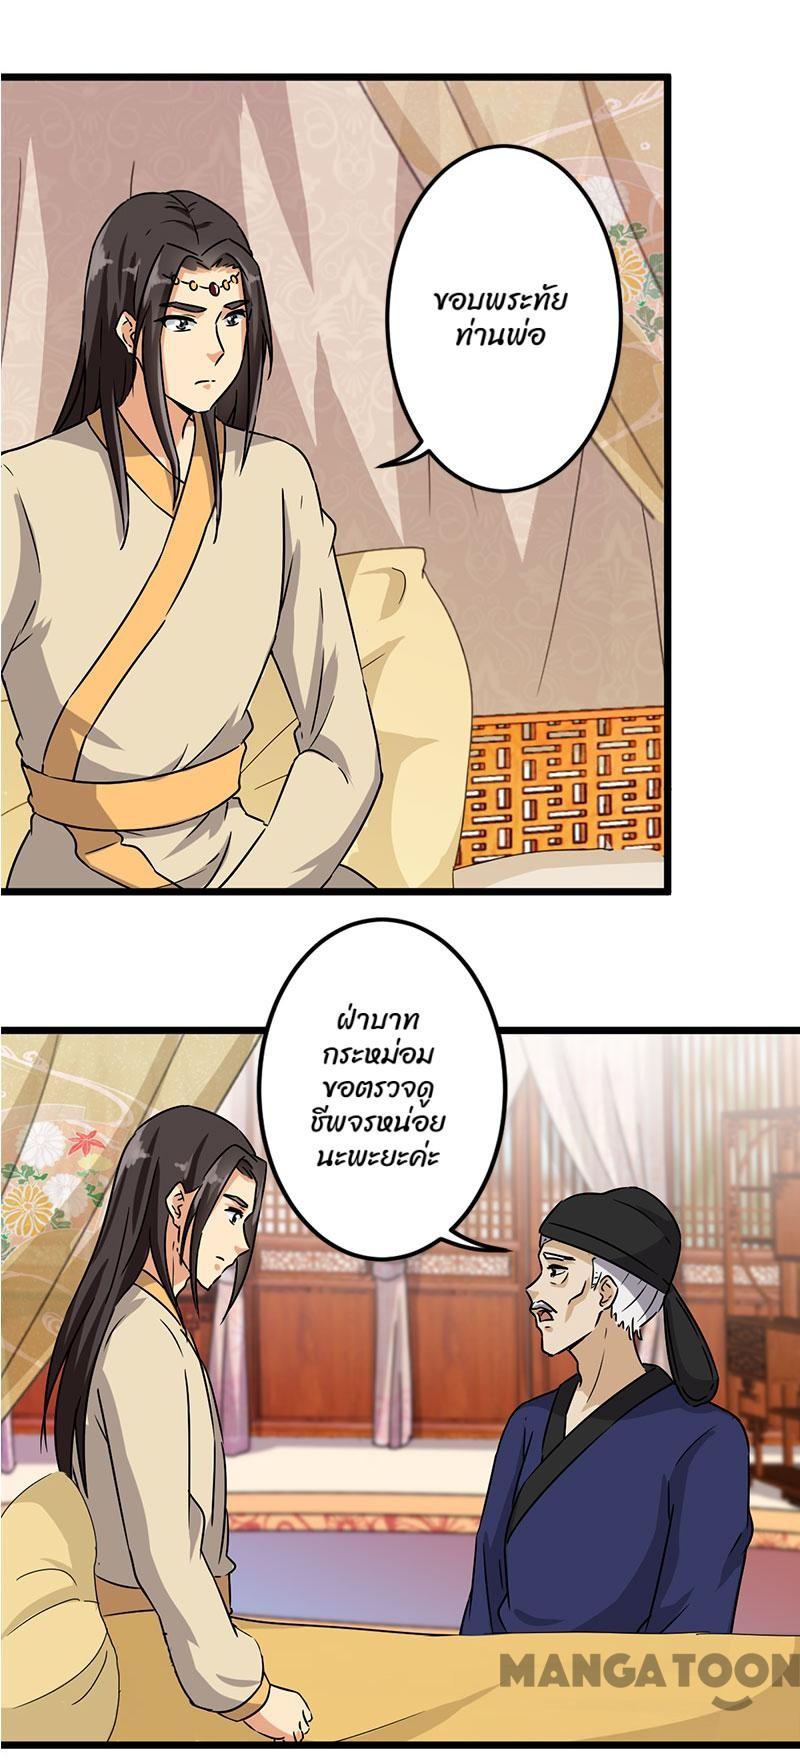 ขอบพระทัย
ท่านพ่อ
ฝ่าบาท
กระหม่อม
ขอตรวจดู
ชีพจรหน่อย
นะพะยะค่ะ
MANGATOON